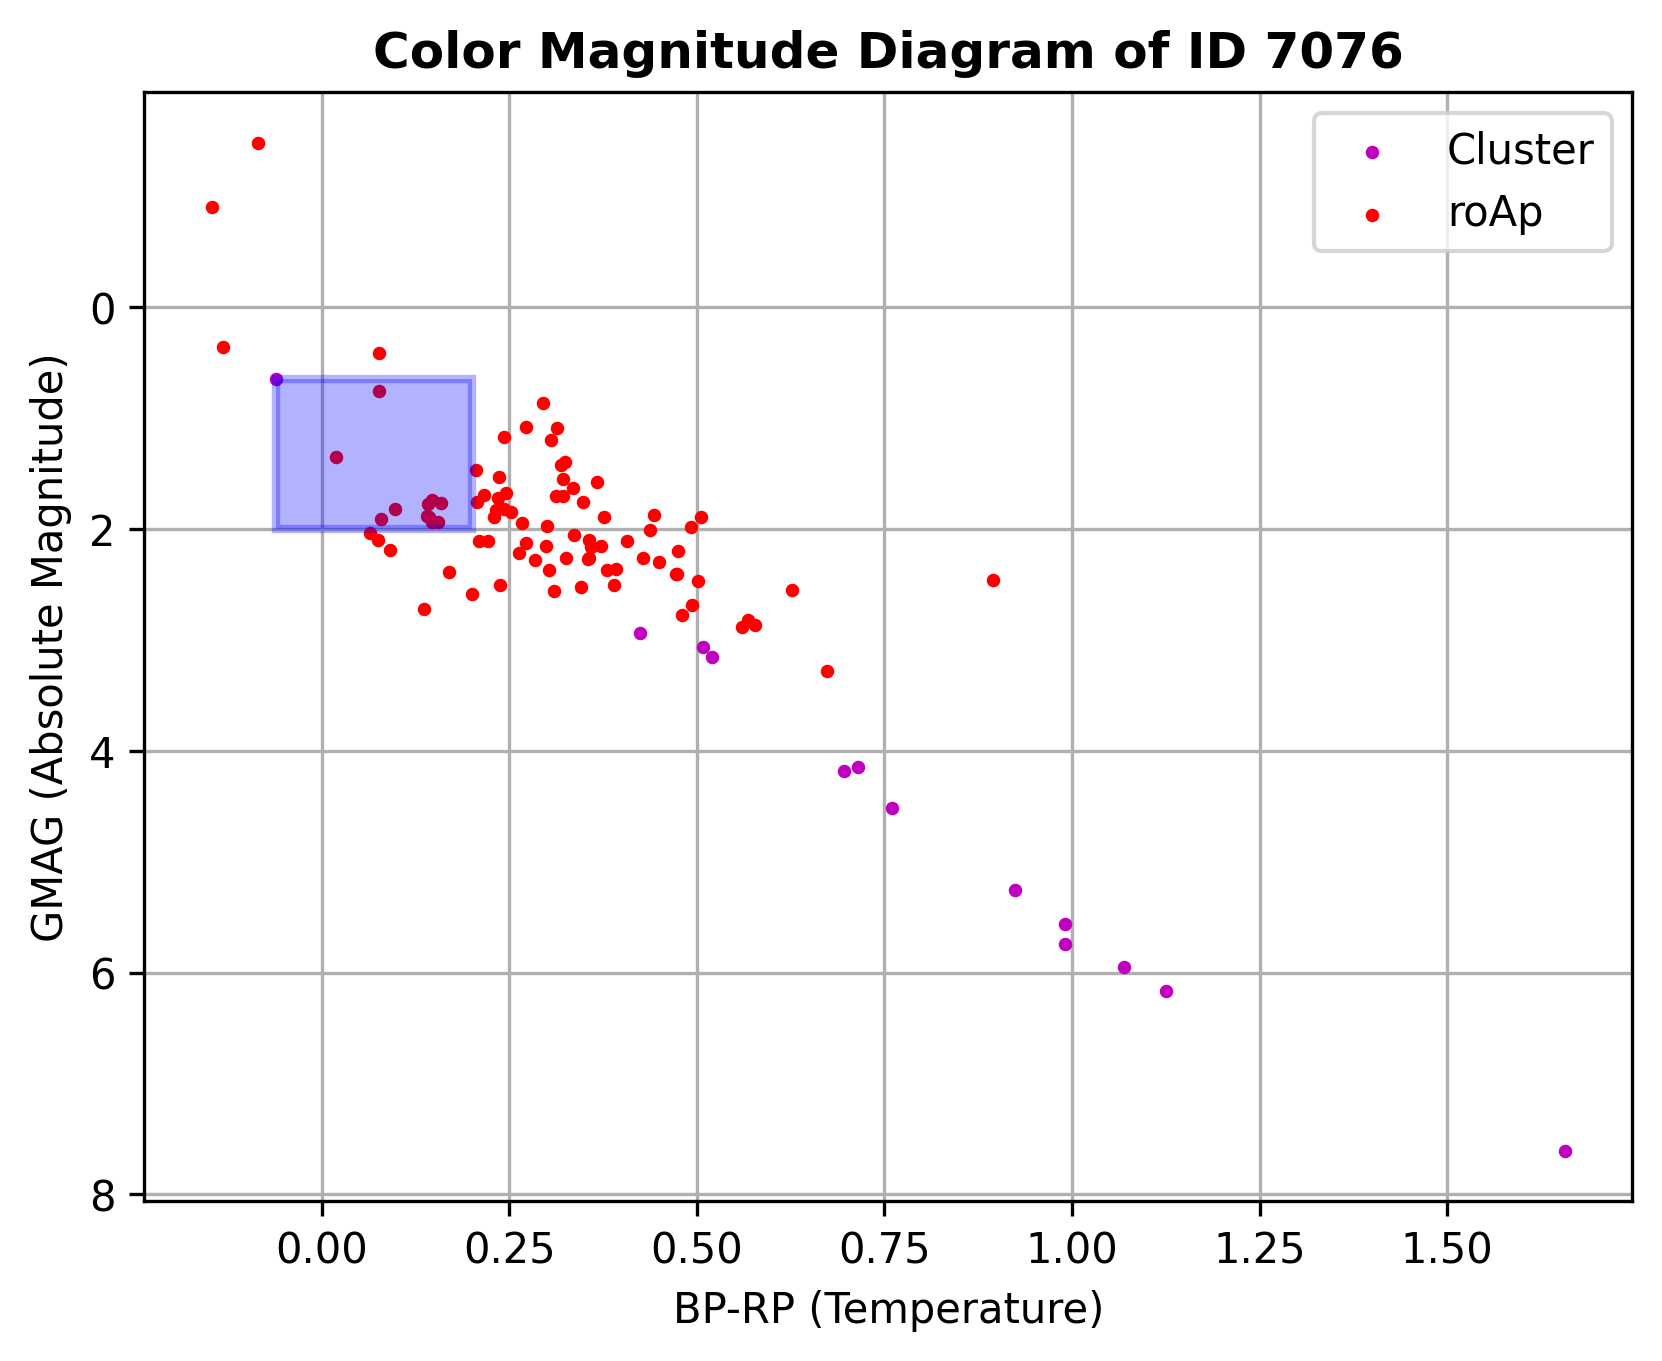 Color Magnitude Diagram of ID 7076
Cluster
roAp
GMAG (Absolute Magnitude)
0
2
4
6
8
0.00 0.25 0.50 0.75 1.00 1.25 1.50
BP-RP (Temperature)